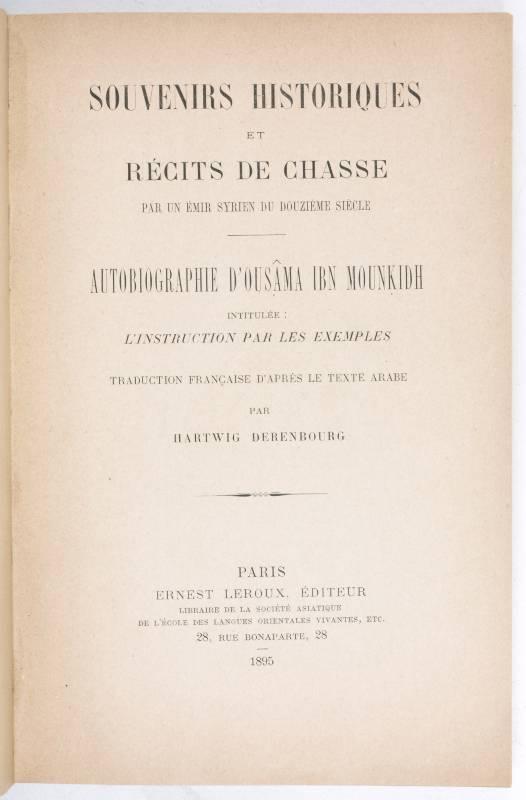 SOUVENIRS HISTORIQUES
ET
RÉCITS DE CHASSE
PAR UN ÉMIR SYRIEN DU DOUZIÈME SIÈCLE
AUTOBIOGRAPHIE D'OUSÂMA IBN MOUNḲIDH
INTITULÉE :
L'INSTRUCTION PAR LES EXEMPLES
TRADUCTION FRANÇAISE D'APRÈS LE TEXTE ARABE
PAR
HARTWIG DERENBOURG
PARIS
ERNEST LEROUX, ÉDITEUR
LIBRAIRE DE LA SOCIÉTÉ ASIATIQUE
DE L'ÉCOLE DES LANGUES ORIENTALES VIVANTES, ETC.
28, RUE BONAPARTE, 28
1895